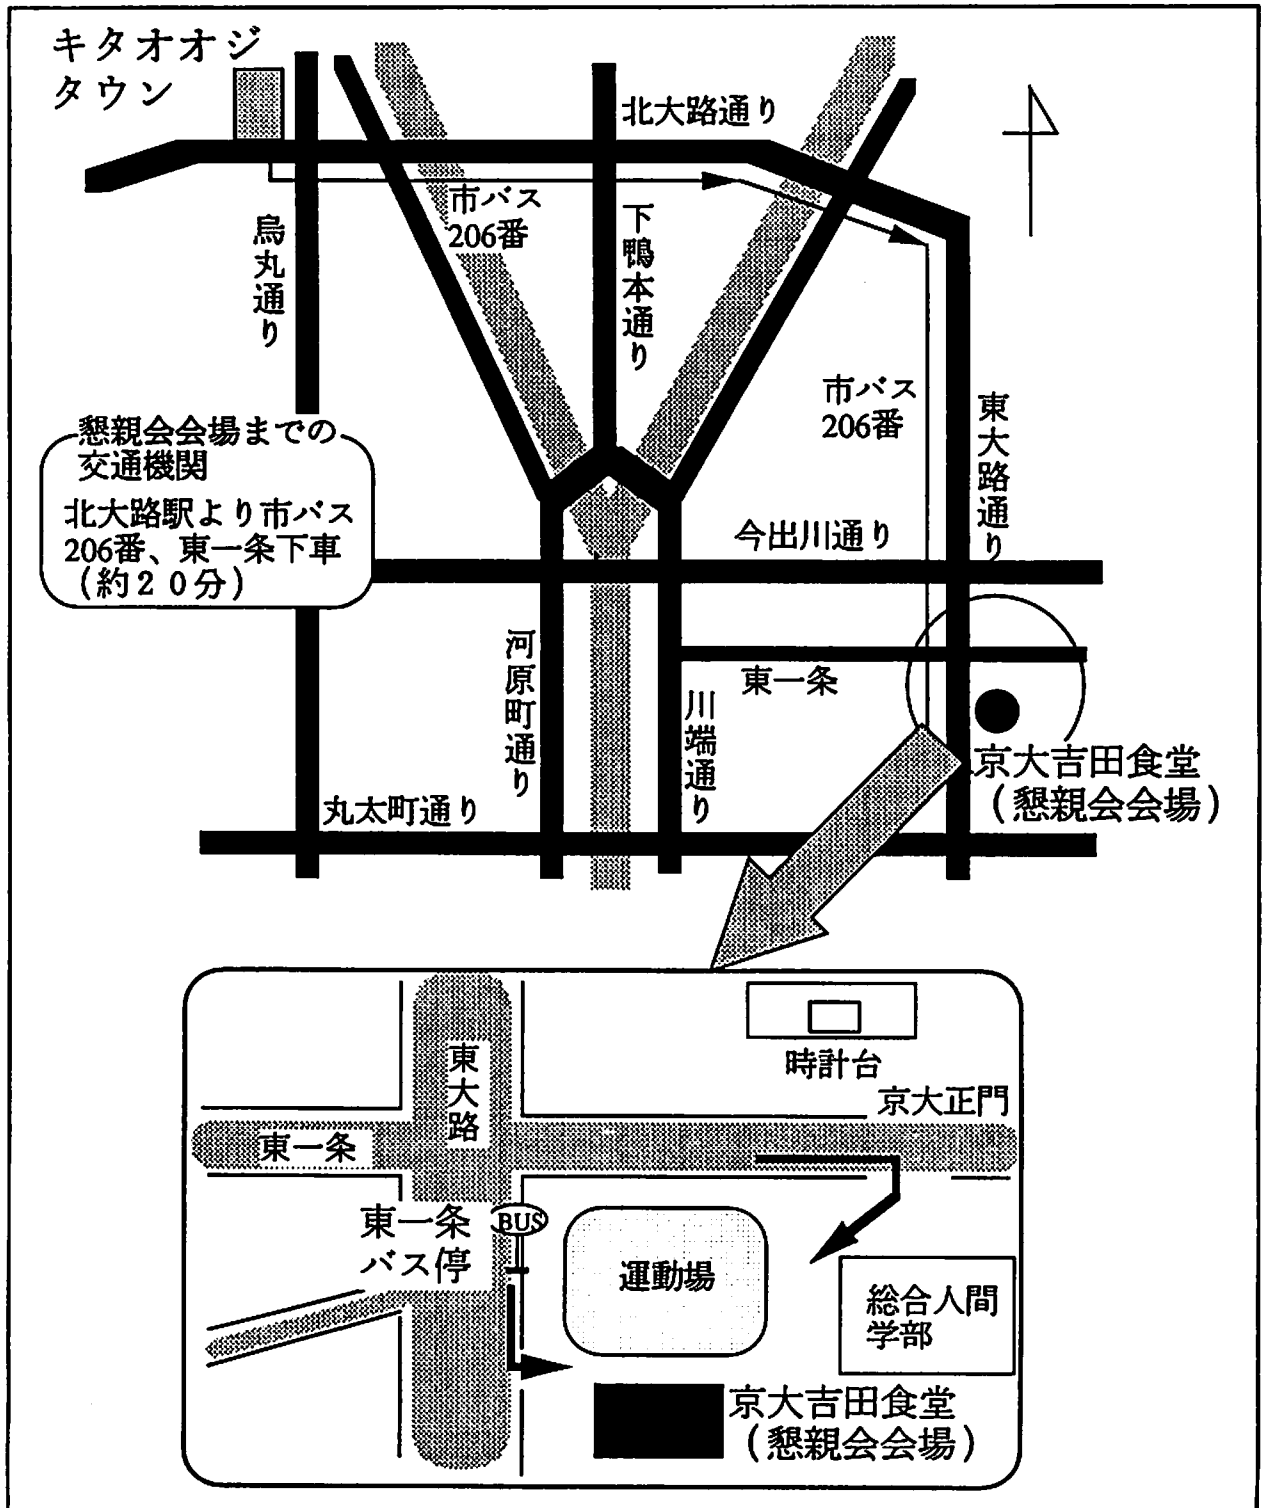 キタオオジ
タウン
北大路通り
市バス
206番
烏丸通り
下鴨本通り
市バス
206番
東大路通り
懇親会会場までの
交通機関
北大路駅より市バス
206番、東一条下車
(約20分)
今出川通り
河原町通り
東一条
川端通り
京大吉田食堂
(懇親会会場)
丸太町通り
時計台
東大路
京大正門
東一条
東一条
バス停
BUS
運動場
総合人間
学部
京大吉田食堂
(懇親会会場)